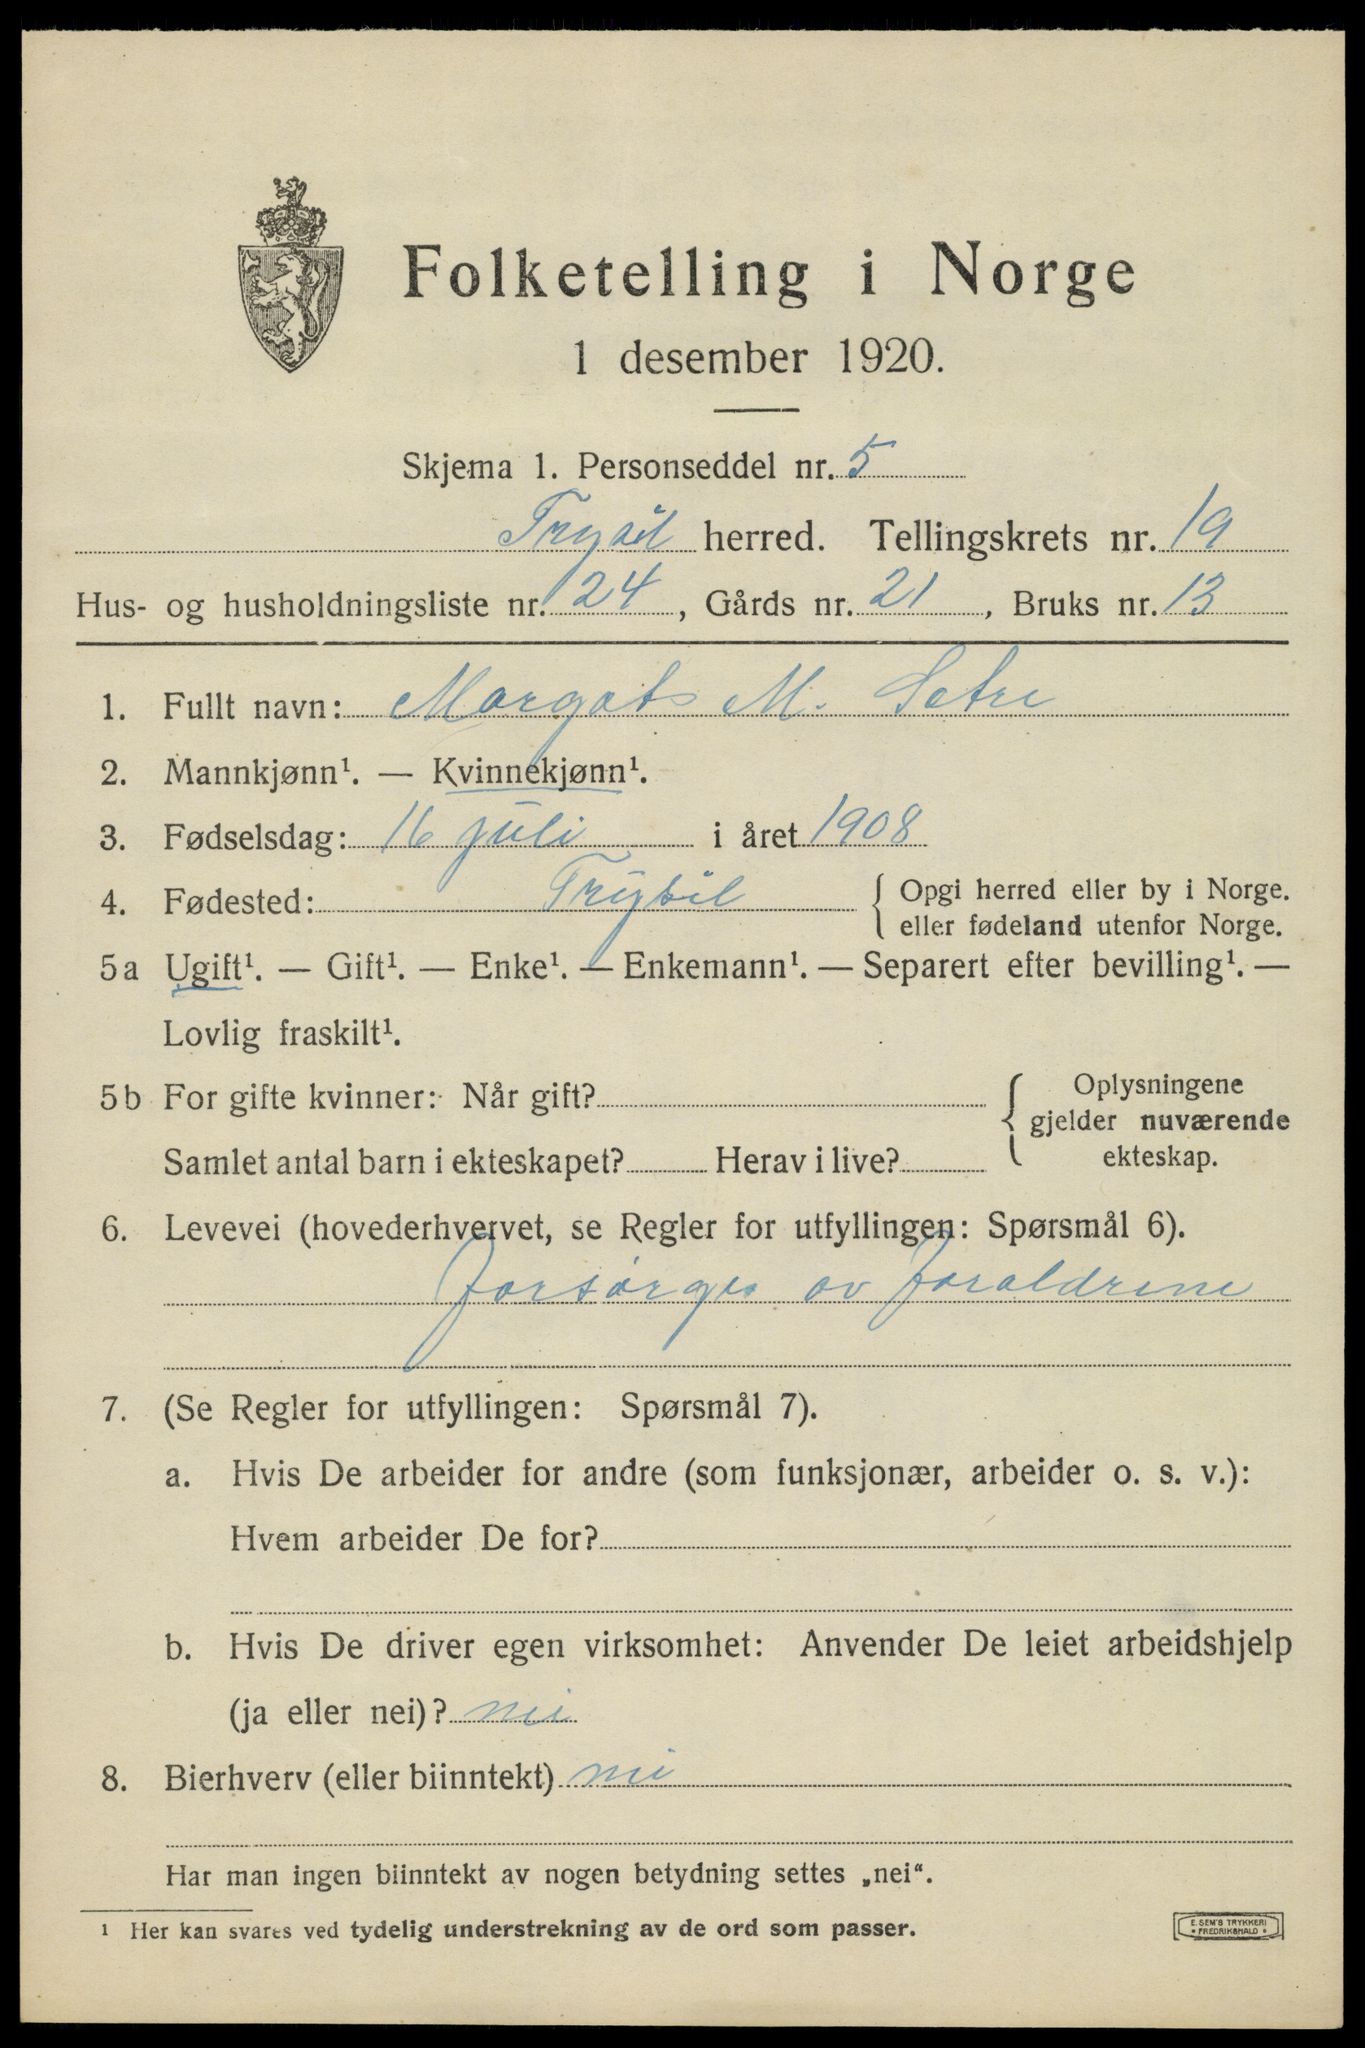 Folketelling i Norge
1 desember 1920.
Skjema 1. Personseddel nr. 5
Trysil herred. Tellingskrets nr. 19
Hus- og husholdningsliste nr. 24, Gårds nr. 21, Bruks nr. 13
1. Fullt navn: M. Setre
2. Mannkjønn¹. — Kvinnekjønn¹.
3. Fødselsdag: 16 juli i året 1908
4. Fødested: Trysil { Opgi herred eller by i Norge.
eller fødeland utenfor Norge.
5a Ugift¹. — Gift¹. — Enke¹. — Enkemann¹. — Separert efter bevilling¹. —
Lovlig fraskilt¹.
5b For gifte kvinner: Når gift? { Oplysningene
gjelder nuværende
Samlet antal barn i ekteskapet? Herav i live? ekteskap.
6. Levevei (hovederhvervet, se Regler for utfyllingen: Spørsmål 6).
Forsørges av foraldrene
7. (Se Regler for utfyllingen: Spørsmål 7).
a. Hvis De arbeider for andre (som funksjonær, arbeider o. s. v.):
Hvem arbeider De for?
b. Hvis De driver egen virksomhet: Anvender De leiet arbeidshjelp
(ja eller nei)? nei
8. Bierhverv (eller biinntekt) nei
Har man ingen biinntekt av nogen betydning settes „nei“.
¹ Her kan svares ved tydelig understrekning av de ord som passer.
E. SEM'S TRYKKERI
• FREDRIKSHALD •